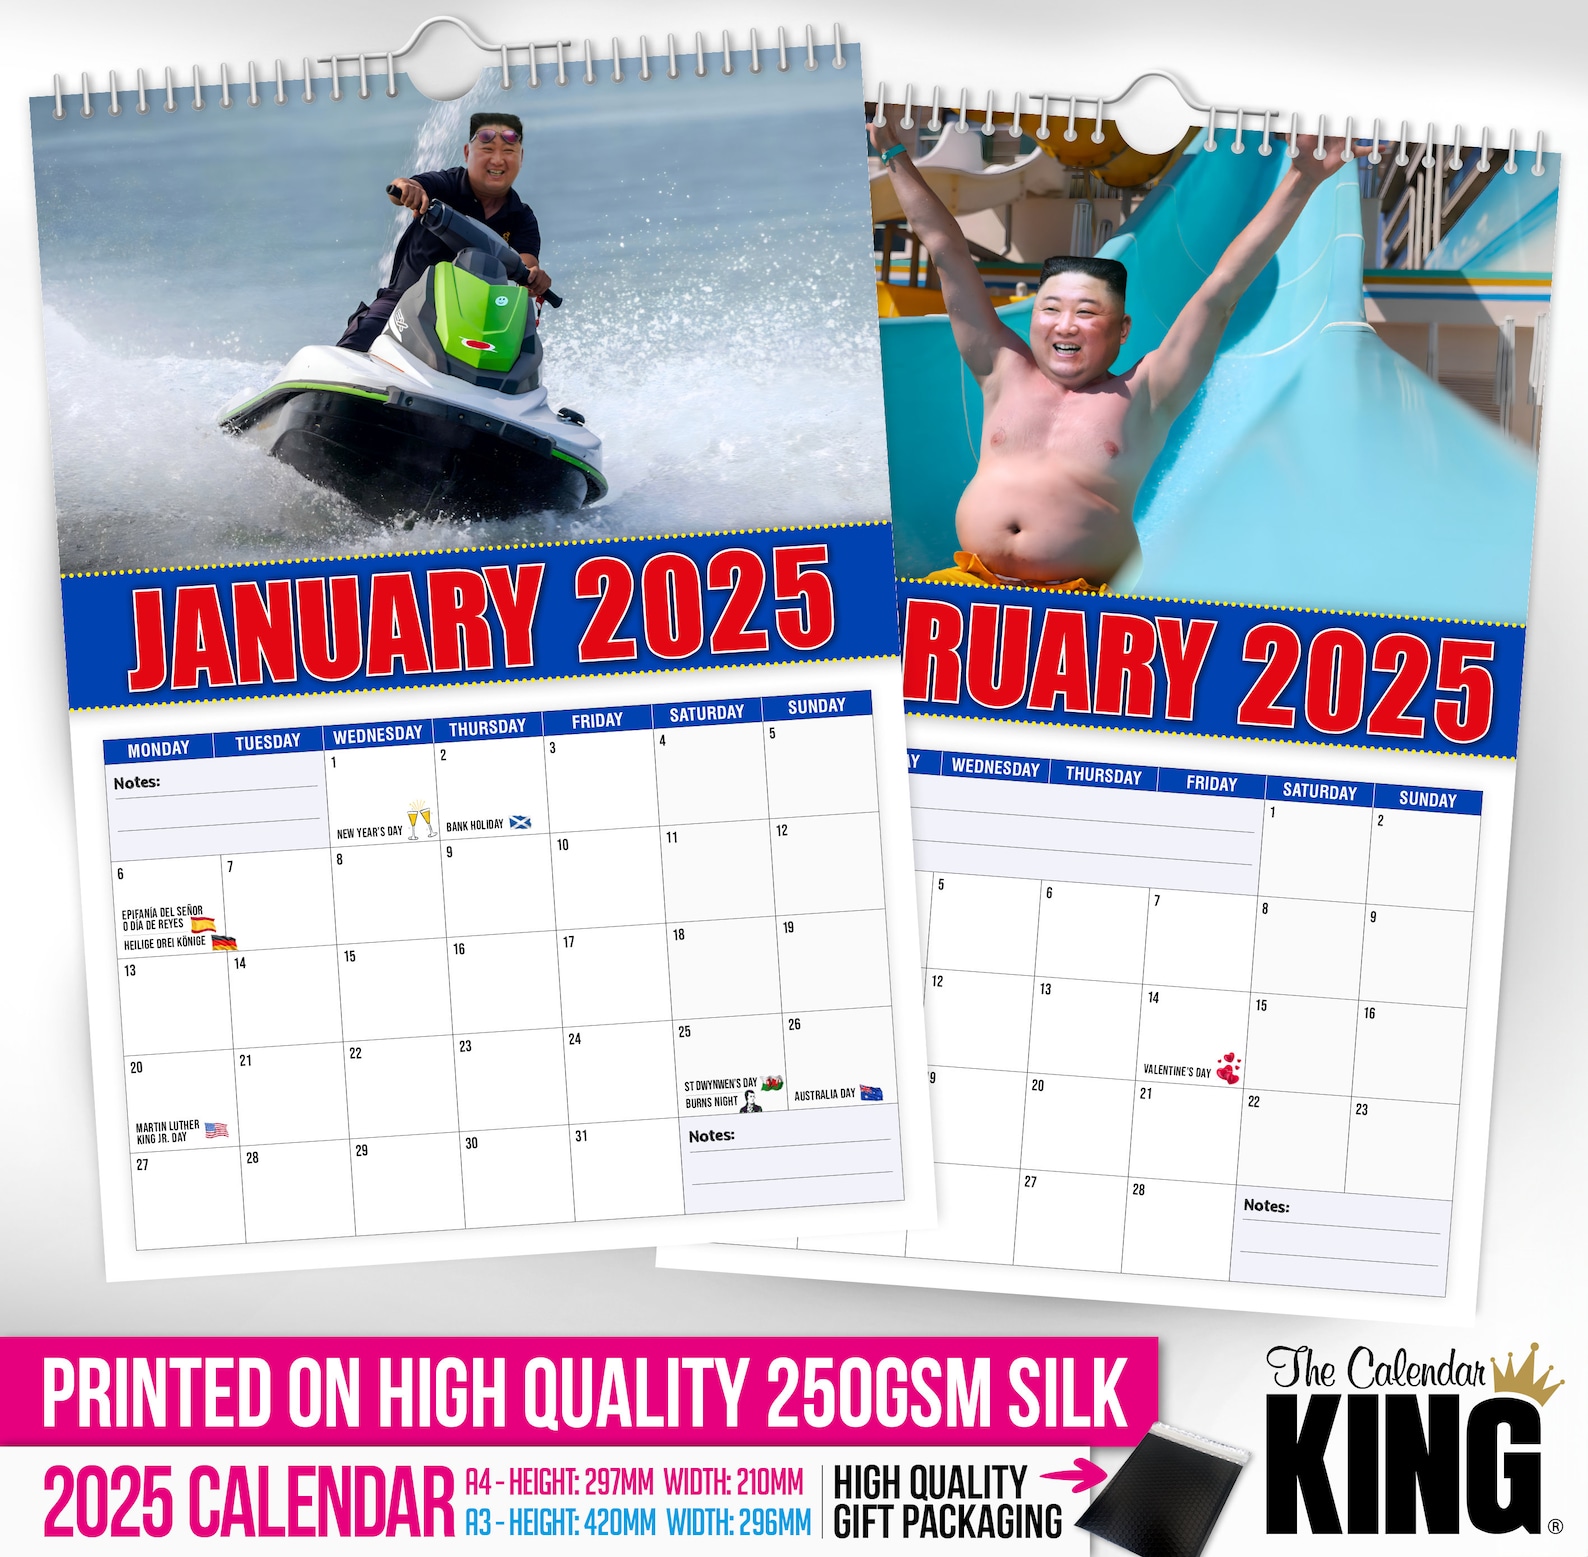 JANUARY 2025
MONDAY TUESDAY WEDNESDAY THURSDAY FRIDAY SATURDAY SUNDAY
Notes:
1 2 3 4 5
NEW YEAR'S DAY
BANK HOLIDAY
6 7 8 9 10 11 12
EPIFANÍA DEL SEÑOR
O DÍA DE REYES
HEILIGE DREI KÖNIGE
13 14 15 16 17 18 19
20 21 22 23 24 25 26
MARTIN LUTHER
KING JR. DAY
ST DWYNWEN'S DAY
BURNS NIGHT
AUSTRALIA DAY
27 28 29 30 31
Notes:
RUARY 2025
AY WEDNESDAY THURSDAY FRIDAY SATURDAY SUNDAY
1 2
5 6 7 8 9
12 13 14 15 16
VALENTINE'S DAY
9 20 21 22 23
27 28
Notes:
PRINTED ON HIGH QUALITY 250GSM SILK
2025 CALENDAR
A4 - HEIGHT: 297MM WIDTH: 210MM
A3 - HEIGHT: 420MM WIDTH: 296MM
HIGH QUALITY
GIFT PACKAGING
The Calendar
KING®